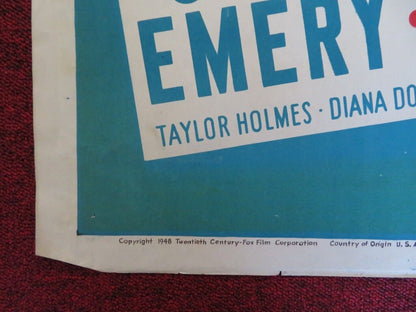 EMERY
TAYLOR HOLMES · DIANA DO
Copyright 1948 Twentieth Century-Fox Film Corporation Country of Origin U. S. A